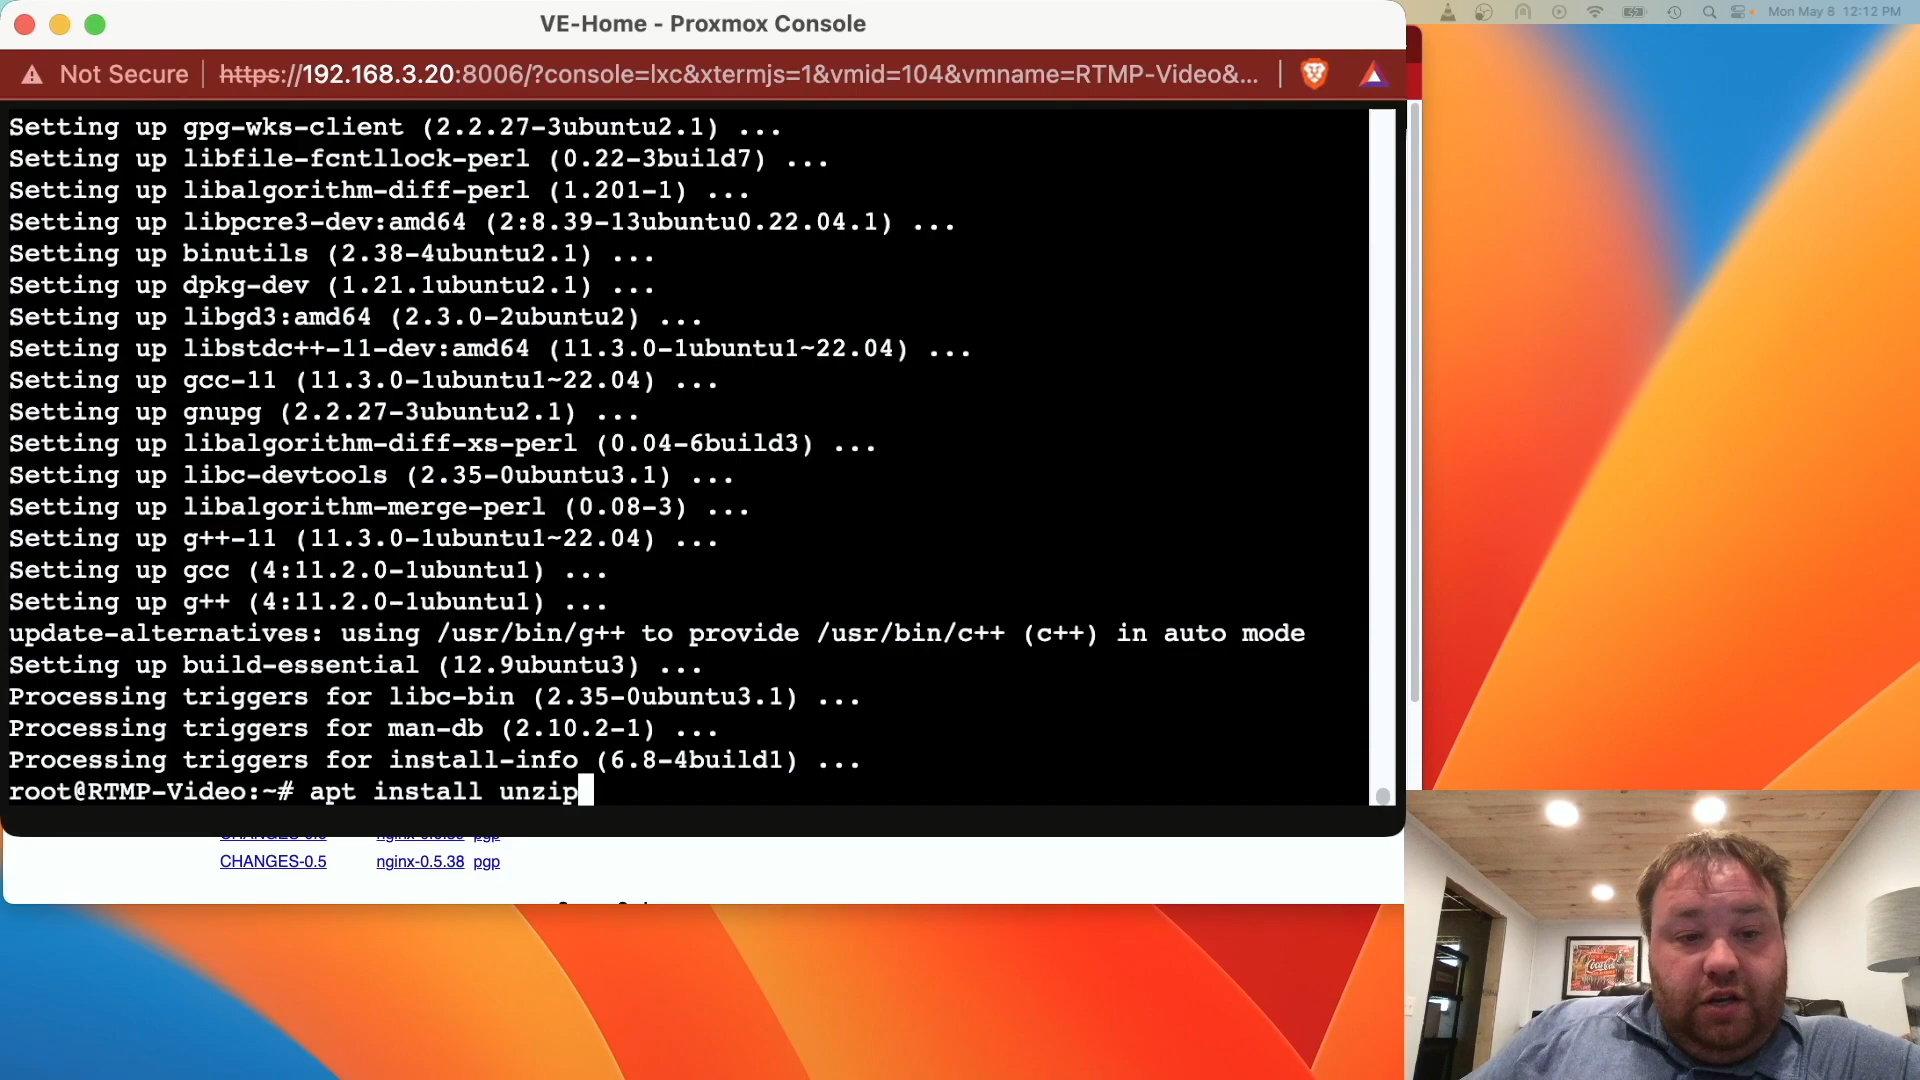 VE-Home - Proxmox Console
Mon May 8 12:12 PM
Not Secure https://192.168.3.20:8006/?console=lxc&xtermjs=1&vmid=104&vmname=RTMP-Video&...
Setting up gpg-wks-client (2.2.27-3ubuntu2.1) ...
Setting up libfile-fcntllock-perl (0.22-3build7) ...
Setting up libalgorithm-diff-perl (1.201-1) ...
Setting up libpcre3-dev:amd64 (2:8.39-13ubuntu0.22.04.1) ...
Setting up binutils (2.38-4ubuntu2.1) ...
Setting up dpkg-dev (1.21.1ubuntu2.1) ...
Setting up libgd3:amd64 (2.3.0-2ubuntu2) ...
Setting up libstdc++-11-dev:amd64 (11.3.0-1ubuntu1~22.04) ...
Setting up gcc-11 (11.3.0-1ubuntu1~22.04) ...
Setting up gnupg (2.2.27-3ubuntu2.1) ...
Setting up libalgorithm-diff-xs-perl (0.04-6build3) ...
Setting up libc-devtools (2.35-0ubuntu3.1) ...
Setting up libalgorithm-merge-perl (0.08-3) ...
Setting up g++-11 (11.3.0-1ubuntu1~22.04) ...
Setting up gcc (4:11.2.0-1ubuntu1) ...
Setting up g++ (4:11.2.0-1ubuntu1) ...
update-alternatives: using /usr/bin/g++ to provide /usr/bin/c++ (c++) in auto mode
Setting up build-essential (12.9ubuntu3) ...
Processing triggers for libc-bin (2.35-0ubuntu3.1) ...
Processing triggers for man-db (2.10.2-1) ...
Processing triggers for install-info (6.8-4build1) ...
root@RTMP-Video:~# apt install unzip
CHANGES-0.5 nginx-0.5.38 pgp
Coca-Cola